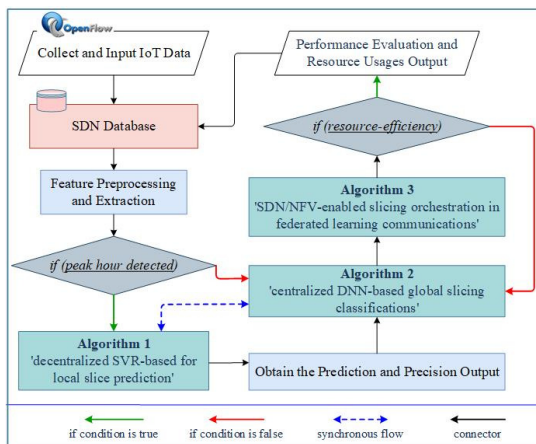 OpenFlow
Collect and Input IoT Data
SDN Database
Feature Preprocessing
and Extraction
if (peak hour detected)
Algorithm 1
'decentralized SVR-based for
local slice prediction'
Performance Evaluation and
Resource Usages Output
if (resource-efficiency)
Algorithm 3
'SDN/NFV-enabled slicing orchestration in
federated learning communications'
Algorithm 2
'centralized DNN-based global slicing
classifications'
Obtain the Prediction and Precision Output
if condition is true
if condition is false
synchronous flow
connector